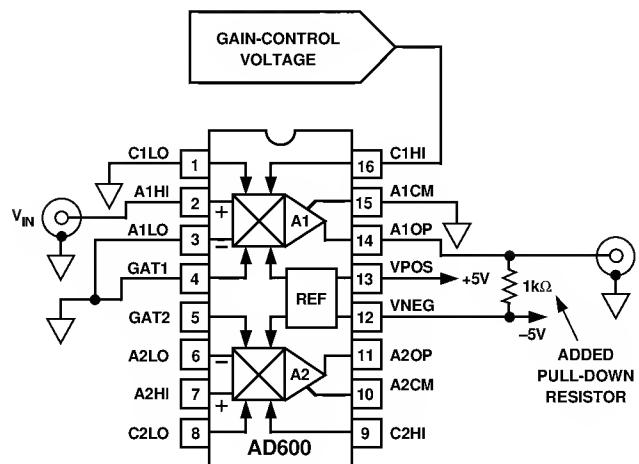 GAIN-CONTROL
VOLTAGE
C1LO 1 16 C1HI
A1HI 2 + A1 15 A1CM
VIN
A1LO 3 – 14 A1OP
GAT1 4 REF 13 VPOS +5V 1kΩ
GAT2 5 12 VNEG –5V
A2LO 6 – A2 11 A2OP
A2HI 7 + 10 A2CM
C2LO 8 9 C2HI
AD600
ADDED
PULL-DOWN
RESISTOR